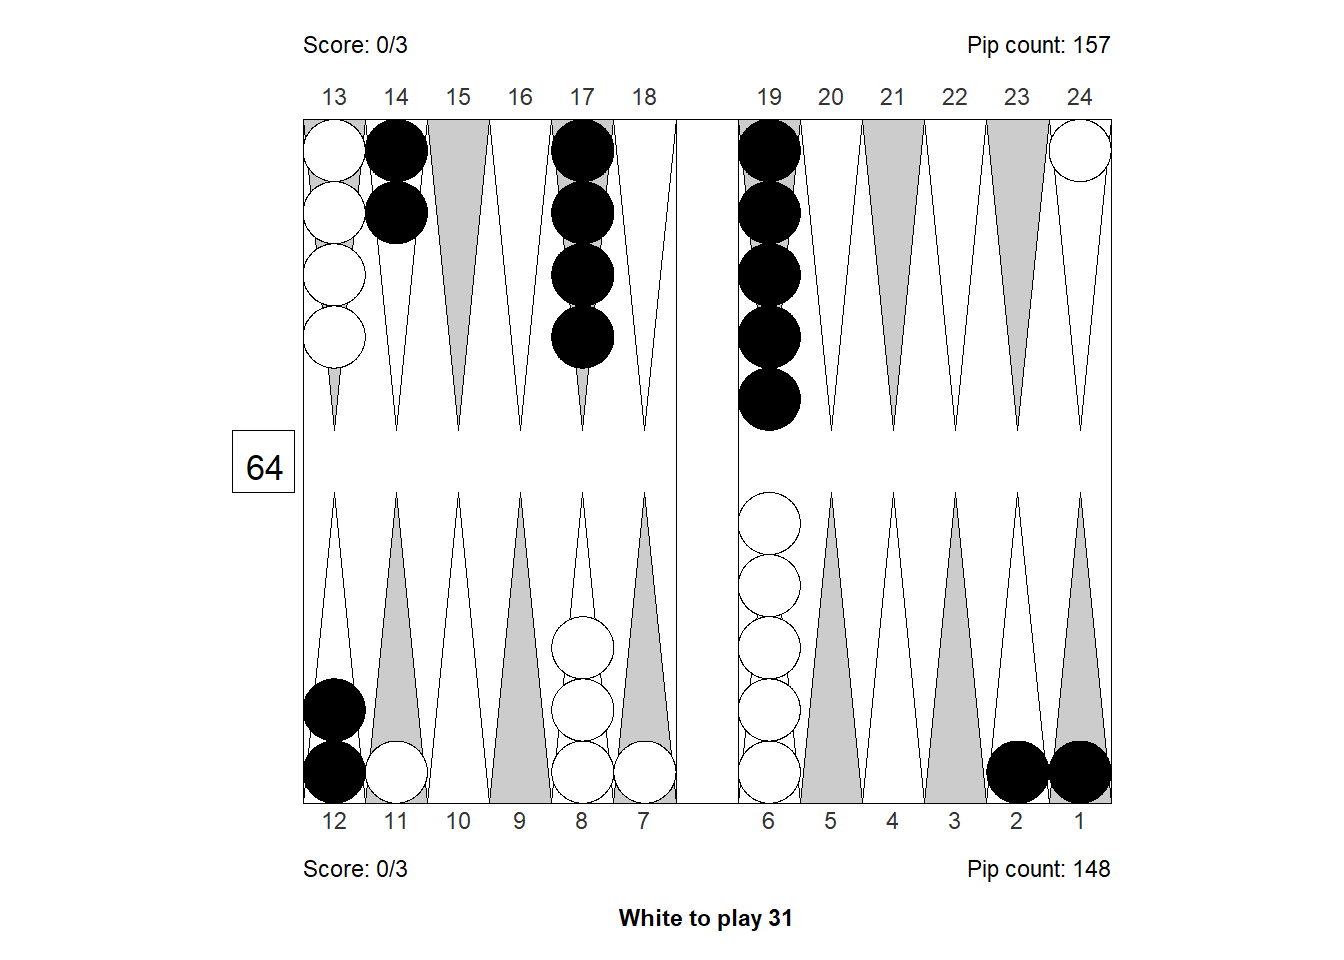 Score: 0/3 Pip count: 157
13 14 15 16 17 18 19 20 21 22 23 24
64
12 11 10 9 8 7 6 5 4 3 2 1
Score: 0/3 Pip count: 148
White to play 31